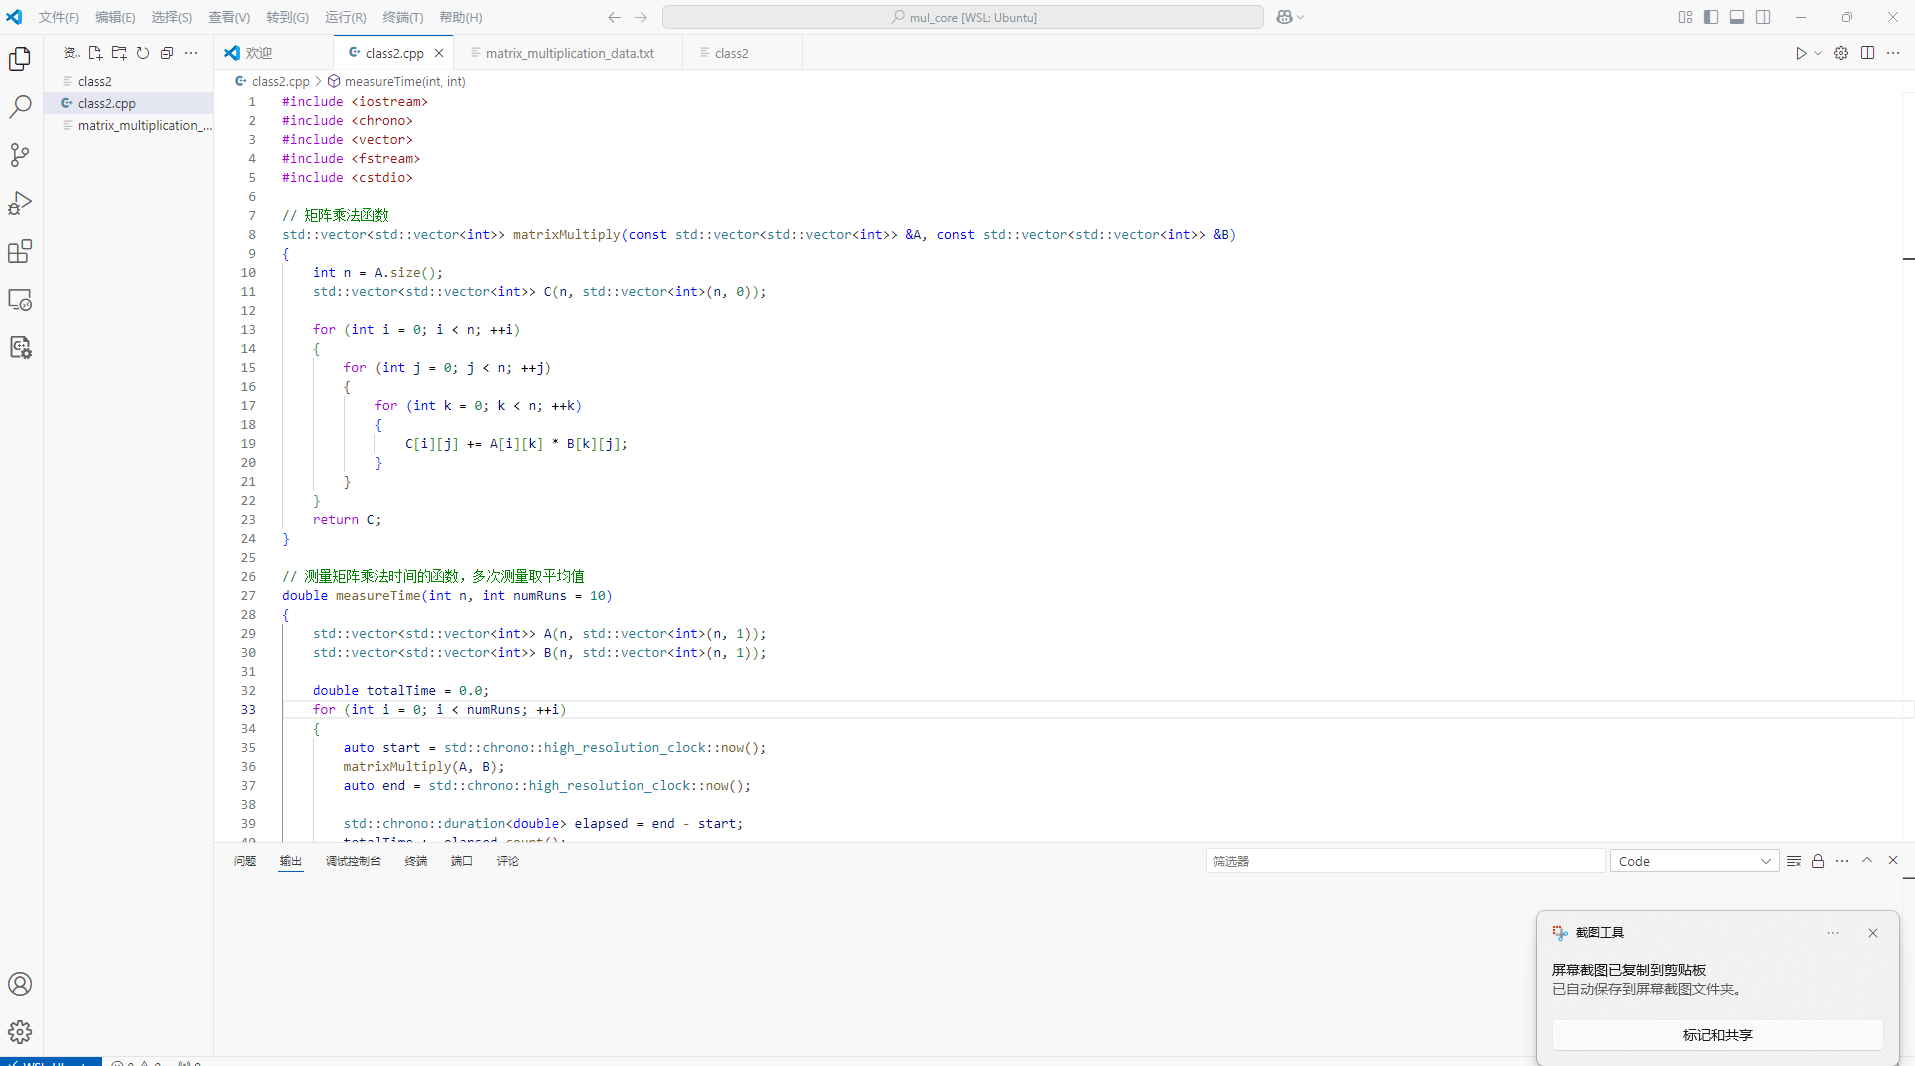 文件(F) 编辑(E) 选择(S) 查看(V) 转到(G) 运行(R) 终端(T) 帮助(H)
mul_core [WSL: Ubuntu]
资..
欢迎
class2.cpp
matrix_multiplication_data.txt
class2
class2
class2.cpp
matrix_multiplication_...
class2.cpp > measureTime(int, int)
1 #include <iostream>
2 #include <chrono>
3 #include <vector>
4 #include <fstream>
5 #include <cstdio>
6
7 // 矩阵乘法函数
8 std::vector<std::vector<int>> matrixMultiply(const std::vector<std::vector<int>> &A, const std::vector<std::vector<int>> &B)
9 {
10 int n = A.size();
11 std::vector<std::vector<int>> C(n, std::vector<int>(n, 0));
12
13 for (int i = 0; i < n; ++i)
14 {
15 for (int j = 0; j < n; ++j)
16 {
17 for (int k = 0; k < n; ++k)
18 {
19 C[i][j] += A[i][k] * B[k][j];
20 }
21 }
22 }
23 return C;
24 }
25
26 // 测量矩阵乘法时间的函数，多次测量取平均值
27 double measureTime(int n, int numRuns = 10)
28 {
29 std::vector<std::vector<int>> A(n, std::vector<int>(n, 1));
30 std::vector<std::vector<int>> B(n, std::vector<int>(n, 1));
31
32 double totalTime = 0.0;
33 for (int i = 0; i < numRuns; ++i)
34 {
35 auto start = std::chrono::high_resolution_clock::now();
36 matrixMultiply(A, B);
37 auto end = std::chrono::high_resolution_clock::now();
38
39 std::chrono::duration<double> elapsed = end - start;
40 totalTime += elapsed.count();
问题 输出 调试控制台 终端 端口 评论
筛选器
Code
截图工具
屏幕截图已复制到剪贴板
已自动保存到屏幕截图文件夹。
标记和共享
WSL: Ubuntu
0 0 0